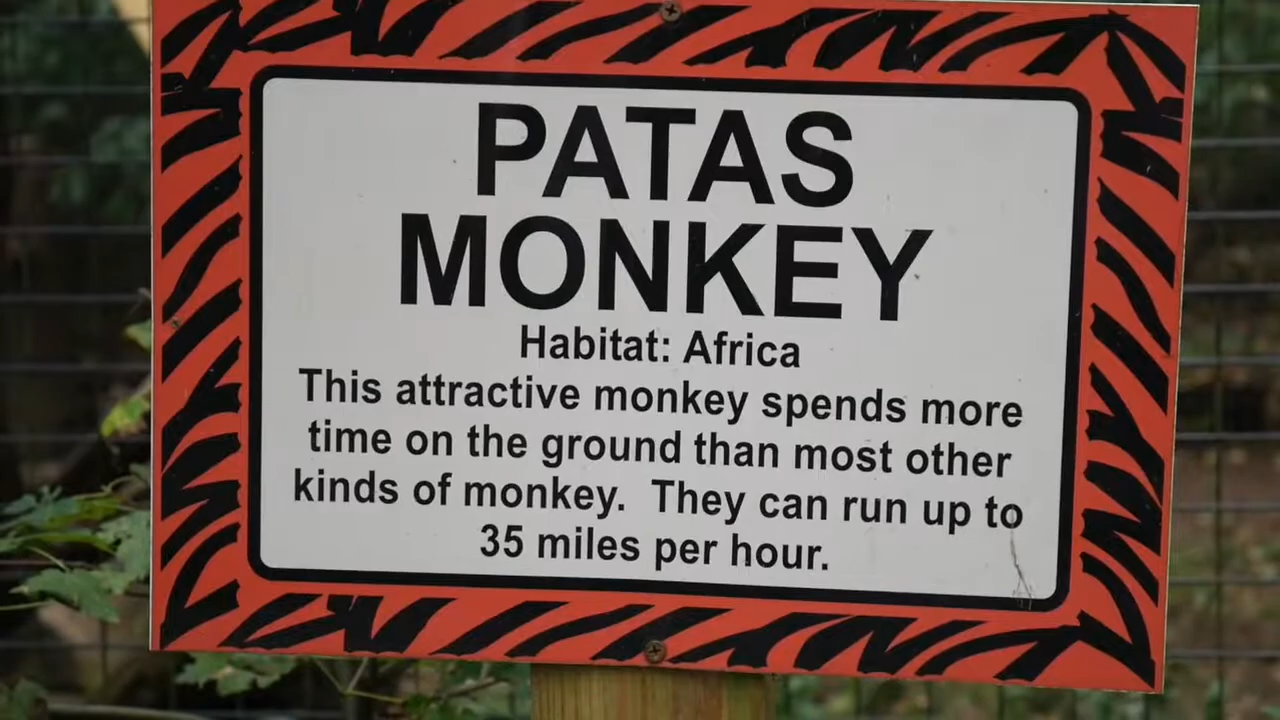 PATAS
MONKEY
Habitat: Africa
This attractive monkey spends more
time on the ground than most other
kinds of monkey.  They can run up to
35 miles per hour.